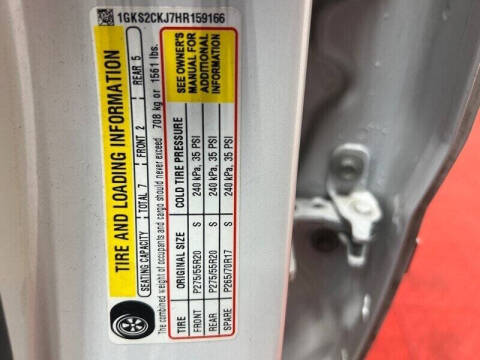 1GKS2CKJ7HR159166
TIRE AND LOADING INFORMATION
SEATING CAPACITY TOTAL 7 FRONT 2 REAR 5
The combined weight of occupants and cargo should never exceed 708 kg or 1561 lbs.
TIRE ORIGINAL SIZE COLD TIRE PRESSURE
FRONT P275/55R20 S 240 kPa, 35 PSI
REAR P275/55R20 S 240 kPa, 35 PSI
SPARE P265/70R17 S 240 kPa, 35 PSI
SEE OWNER'S
MANUAL FOR
ADDITIONAL
INFORMATION